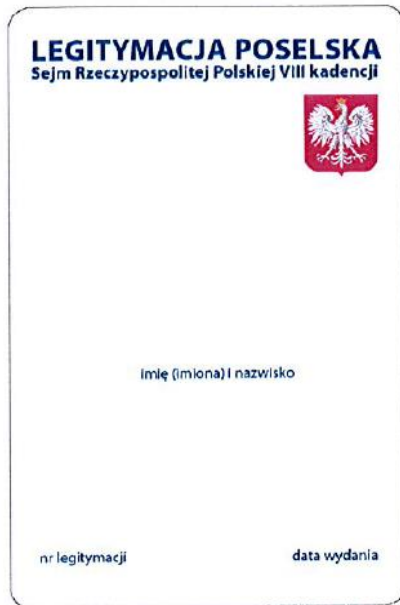 LEGITYMACJA POSELSKA
Sejm Rzeczypospolitej Polskiej VIII kadencji
imię (imiona) i nazwisko
nr legitymacji
data wydania